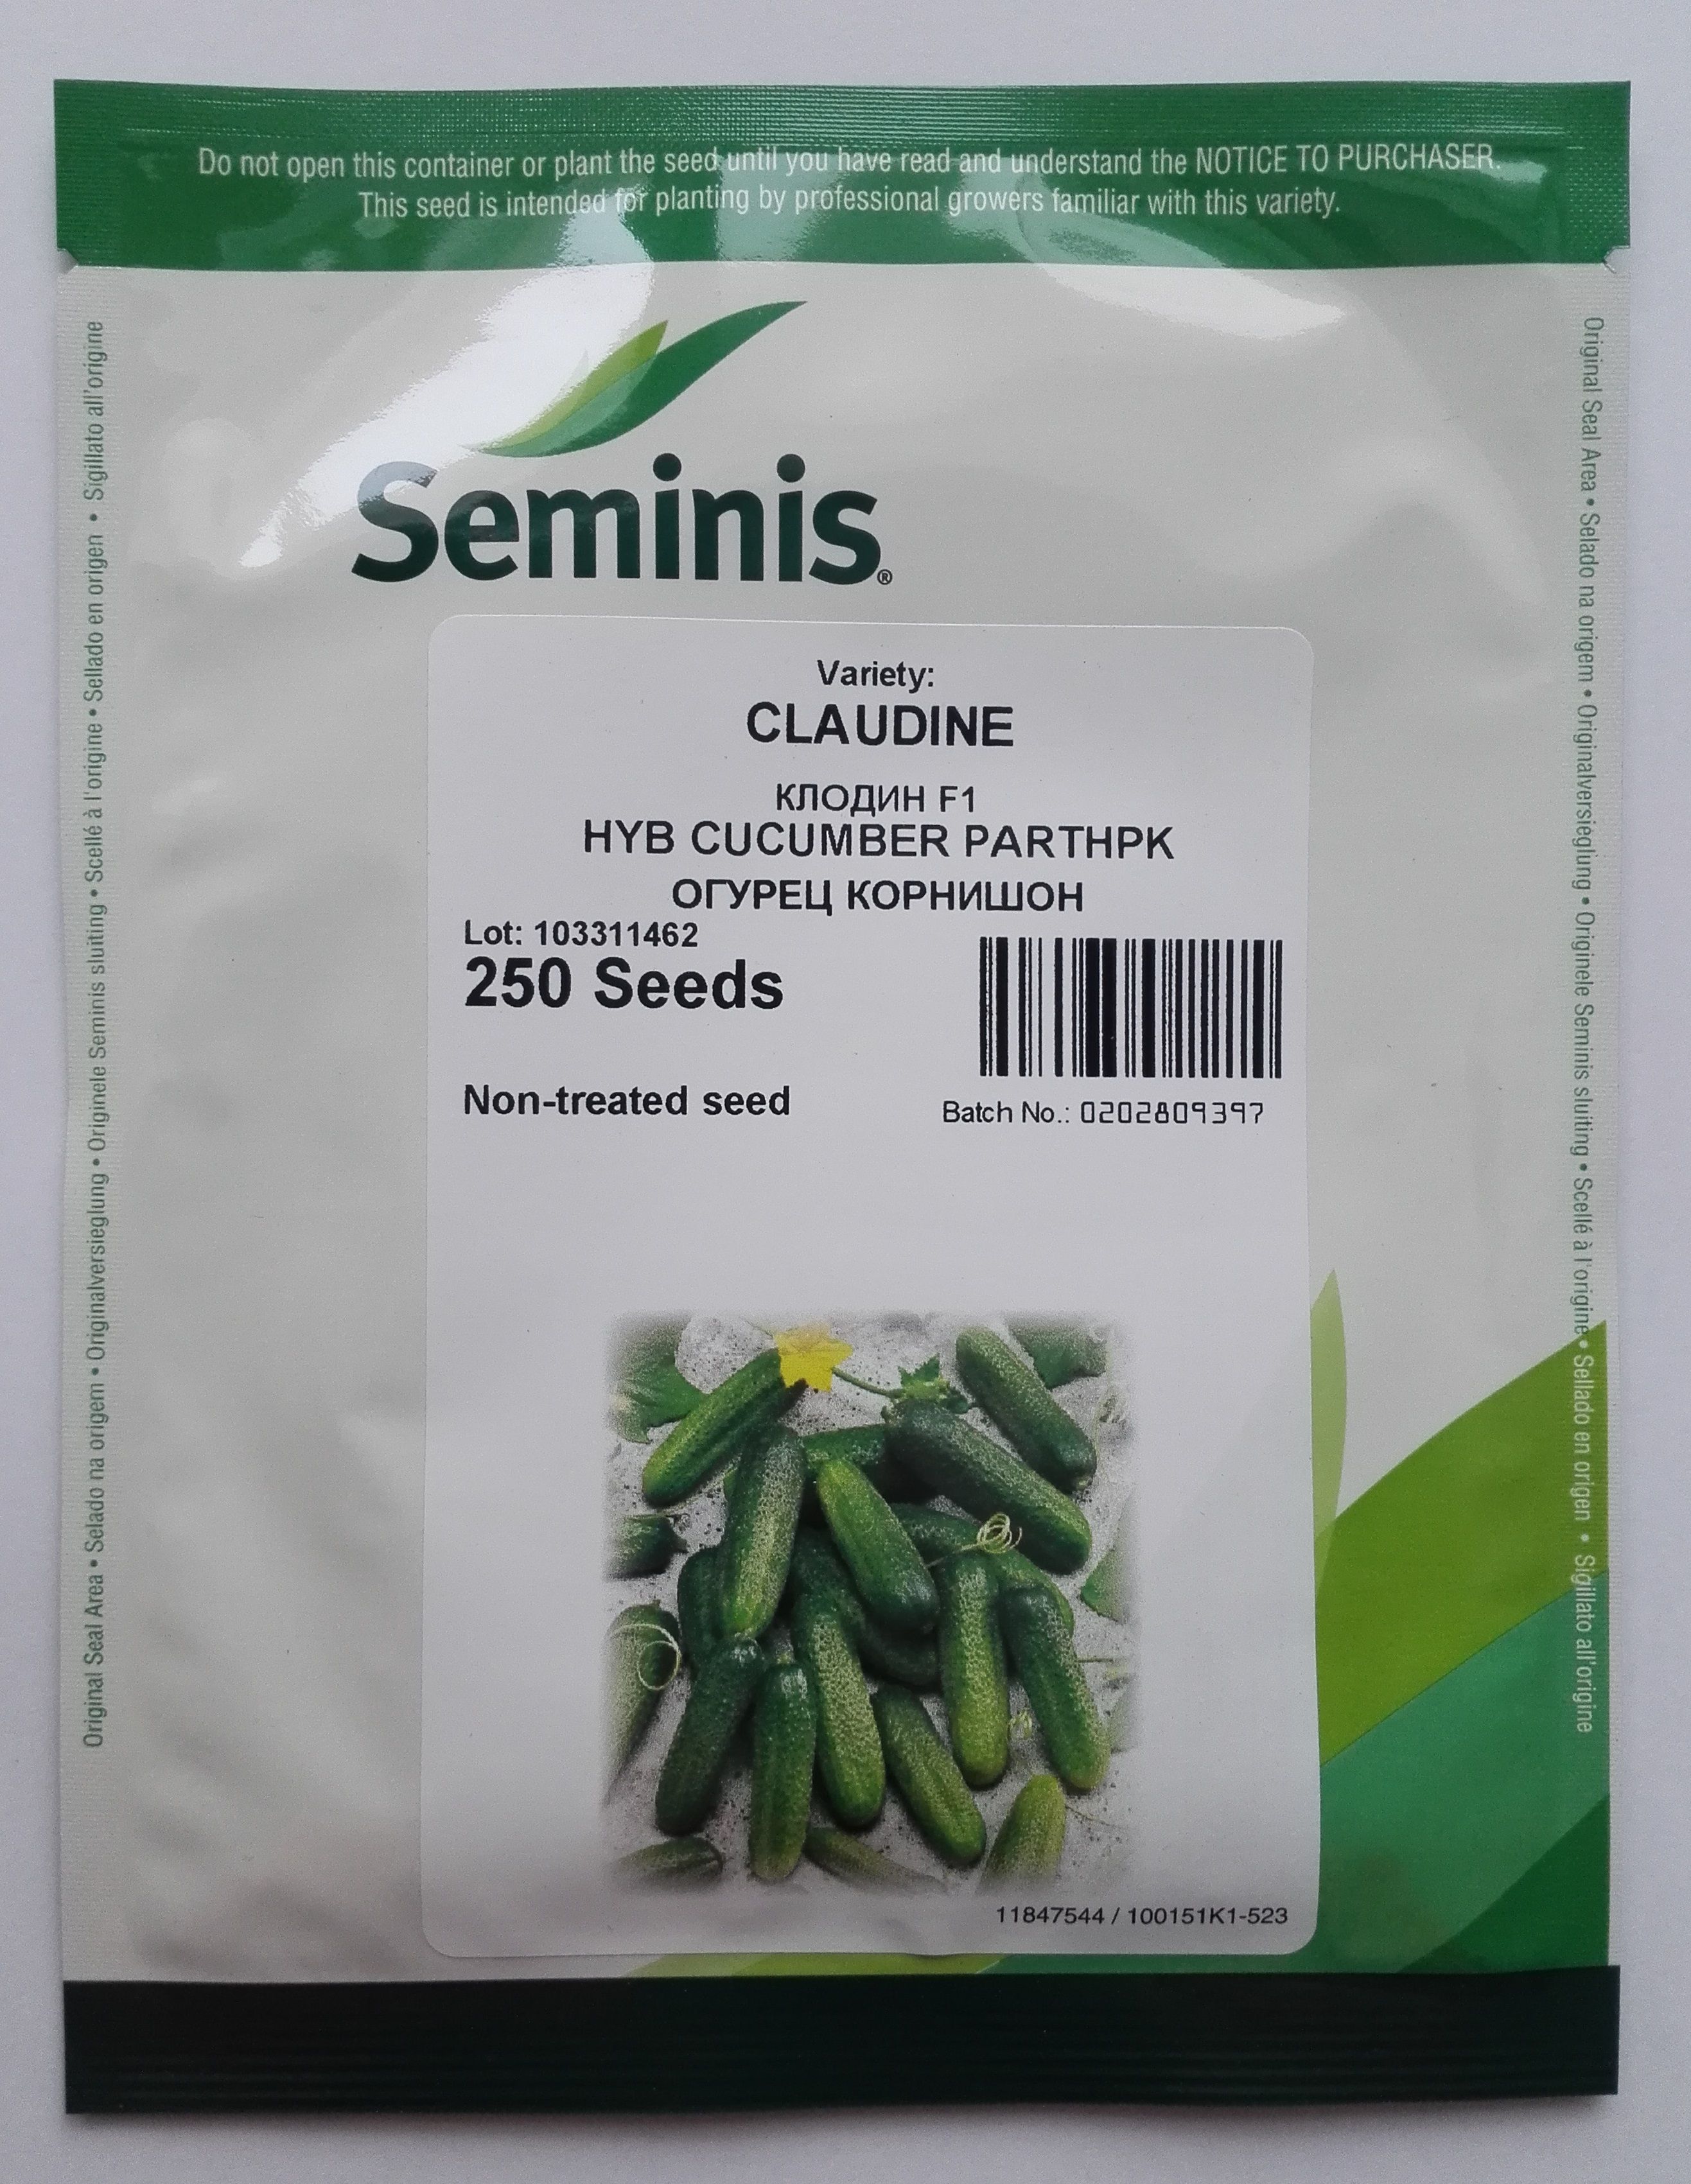 Do not open this container or plant the seed until you have read and understand the NOTICE TO PURCHASER.
This seed is intended for planting by professional growers familiar with this variety.
Seminis®
Variety:
CLAUDINE
КЛОДИН F1
HYB CUCUMBER PARTHPK
ОГУРЕЦ КОРНИШОН
Lot: 103311462
250 Seeds
Non-treated seed
Batch No.: 0202809397
11847544 / 100151K1-523
Original Seal Area • Selado na origem • Originalversieglung • Originele Seminis sluiting • Scellé à l'origine • Sellado en origen • Sigillato all'origine
Original Seal Area • Selado na origem • Originalversieglung • Originele Seminis sluiting • Scellé à l'origine • Sellado en origen • Sigillato all'origine